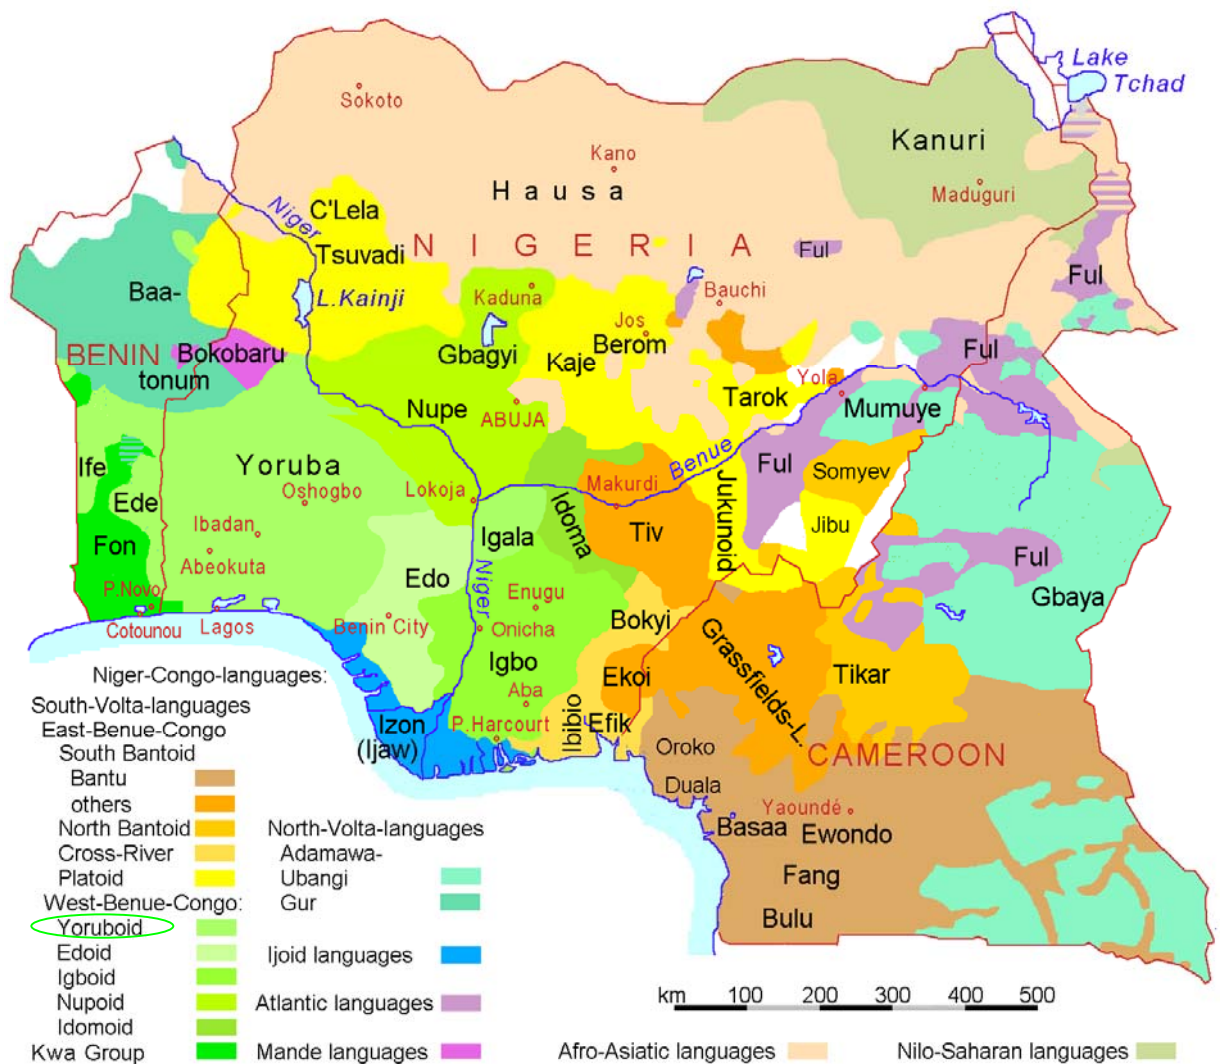 Lake
Tchad
Sokoto
Kanuri
Kano
Hausa
Maduguri
C'Lela
Niger
Tsuvadi
NIGERIA
Ful
Ful
Baa-
L.Kainji
Kaduna
Bauchi
Jos
BENIN
Bokobaru
Gbagyi
Kaje
Berom
Ful
tonum
Yola
Tarok
Mumuye
Nupe
ABUJA
Benue
Yoruba
Ful
Somyev
Ife
Oshogbo
Lokoja
Makurdi
Jukunoid
Ede
Idoma
Ibadan
Igala
Tiv
Jibu
Fon
Abeokuta
Edo
Niger
Ful
P.Novo
Enugu
Gbaya
Cotounou
Lagos
Benin City
Onicha
Bokyi
Grassfields-L.
Igbo
Ekoi
Tikar
Aba
Izon
(Ijaw)
P.Harcourt
Ibibio
Efik
Oroko
CAMEROON
Duala
Yaoundé
Basaa
Ewondo
Fang
Bulu
Niger-Congo-languages:
South-Volta-languages
East-Benue-Congo
South Bantoid
Bantu
others
North Bantoid
Cross-River
Platoid
West-Benue-Congo:
Yoruboid
Edoid
Igboid
Nupoid
Idomoid
Kwa Group
North-Volta-languages
Adamawa-
Ubangi
Gur
Ijoid languages
Atlantic languages
Mande languages
km 100 200 300 400 500
Afro-Asiatic languages
Nilo-Saharan languages